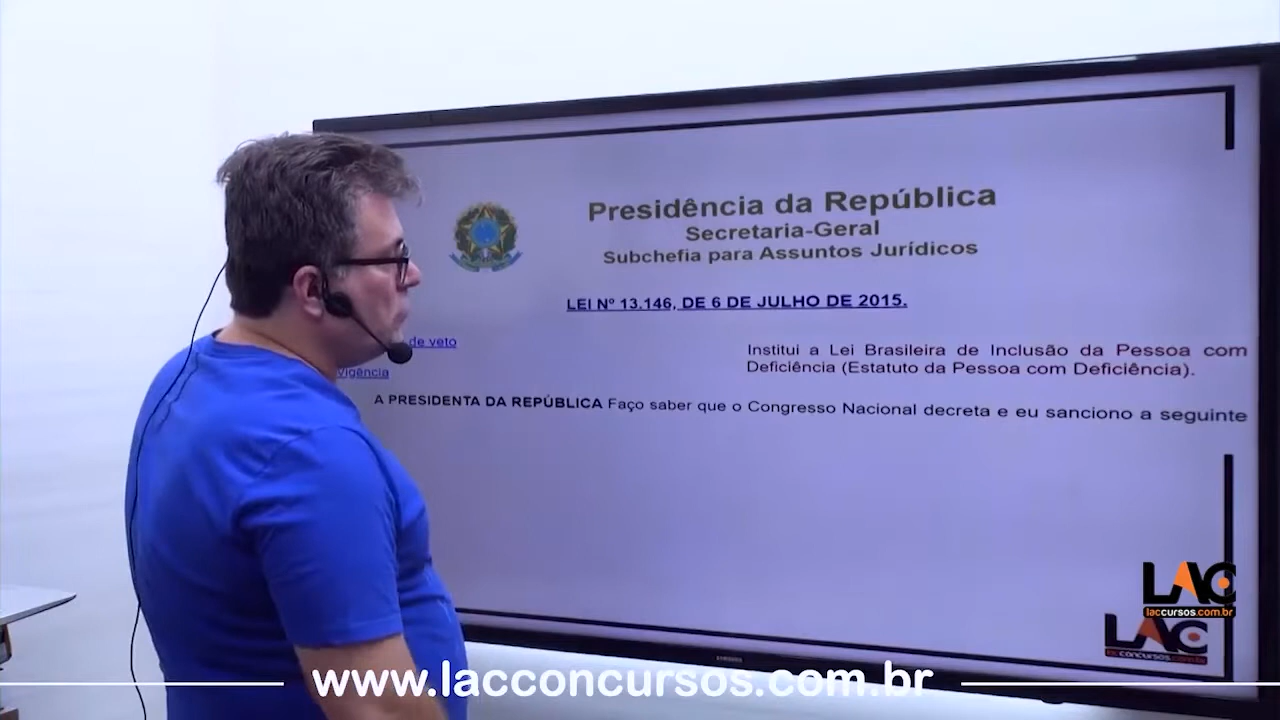 Presidência da República
Secretaria-Geral
Subchefia para Assuntos Jurídicos
LEI Nº 13.146, DE 6 DE JULHO DE 2015.
de veto
Vigência
Institui a Lei Brasileira de Inclusão da Pessoa com
Deficiência (Estatuto da Pessoa com Deficiência).
A PRESIDENTA DA REPÚBLICA Faço saber que o Congresso Nacional decreta e eu sanciono a seguinte
LAC
laccursos.com.br
LAC
SAMSUNG
www.lacconcursos.com.br